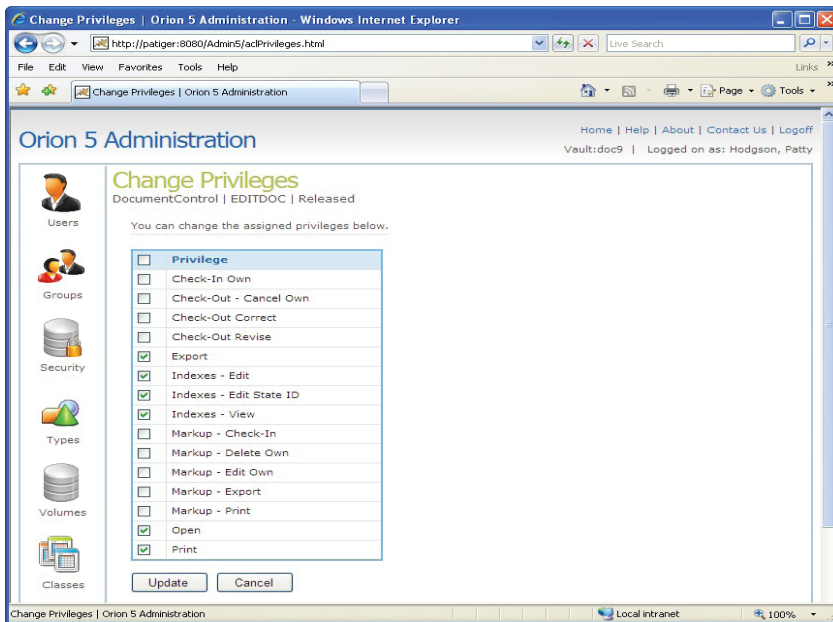 Change Privileges | Orion 5 Administration - Windows Internet Explorer
http://patiger:8080/Admin5/aclPrivileges.html
Live Search
File Edit View Favorites Tools Help
Links »
Change Privileges | Orion 5 Administration
Page Tools »
Orion 5 Administration
Home | Help | About | Contact Us | Logoff
Vault:doc9 | Logged on as: Hodgson, Patty
Users
Groups
Security
Types
Volumes
Classes
Change Privileges
DocumentControl | EDITDOC | Released
You can change the assigned privileges below.
Privilege
Check-In Own
Check-Out - Cancel Own
Check-Out Correct
Check-Out Revise
Export
Indexes - Edit
Indexes - Edit State ID
Indexes - View
Markup - Check-In
Markup - Delete Own
Markup - Edit Own
Markup - Export
Markup - Print
Open
Print
Update Cancel
Change Privileges | Orion 5 Administration
Local intranet
100%